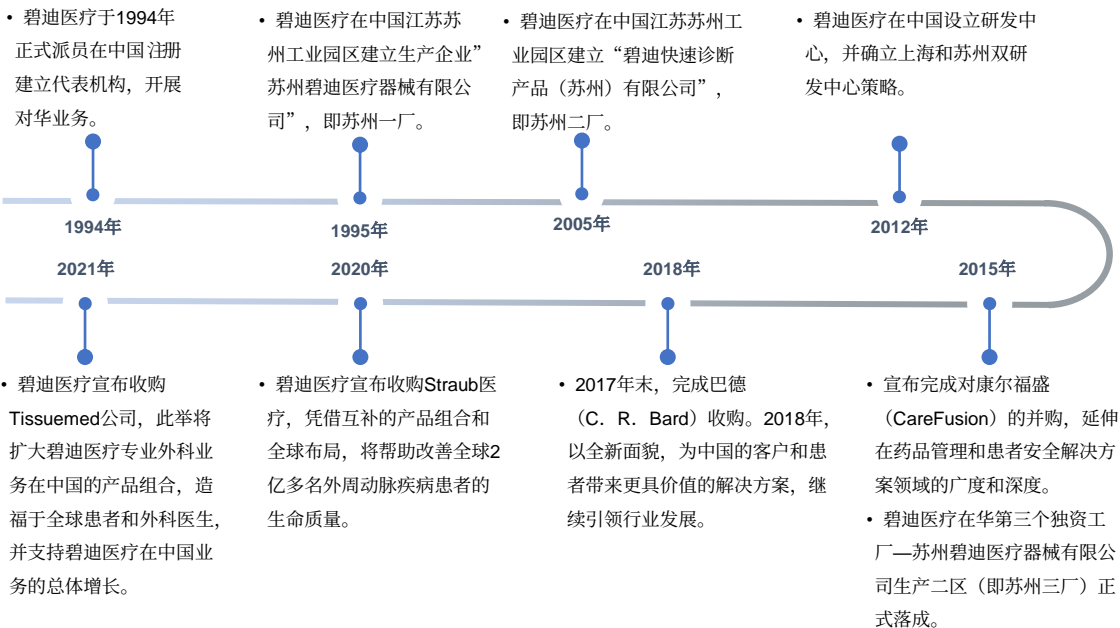 • 碧迪医疗于1994年
正式派员在中国注册
建立代表机构，开展
对华业务。
• 碧迪医疗在中国江苏苏
州工业园区建立生产企业”
苏州碧迪医疗器械有限公
司”，即苏州一厂。
• 碧迪医疗在中国江苏苏州工
业园区建立“碧迪快速诊断
产品（苏州）有限公司”，
即苏州二厂。
• 碧迪医疗在中国设立研发中
心，并确立上海和苏州双研
发中心策略。
1994年
1995年
2005年
2012年
2021年
2020年
2018年
2015年
• 碧迪医疗宣布收购
Tissuemed公司，此举将
扩大碧迪医疗专业外科业
务在中国的产品组合，造
福于全球患者和外科医生，
并支持碧迪医疗在中国业
务的总体增长。
• 碧迪医疗宣布收购Straub医
疗，凭借互补的产品组合和
全球布局，将帮助改善全球2
亿多名外周动脉疾病患者的
生命质量。
• 2017年末，完成巴德
（C．R．Bard）收购。2018年，
以全新面貌，为中国的客户和患
者带来更具价值的解决方案，继
续引领行业发展。
• 宣布完成对康尔福盛
（CareFusion）的并购，延伸
在药品管理和患者安全解决方
案领域的广度和深度。
• 碧迪医疗在华第三个独资工
厂—苏州碧迪医疗器械有限公
司生产二区（即苏州三厂）正
式落成。